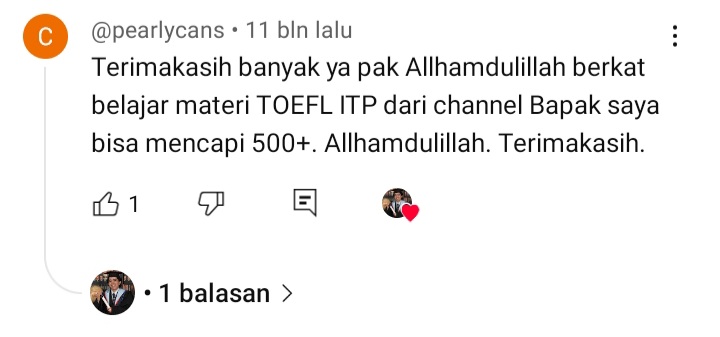 C
@pearlycans • 11 bln lalu
Terimakasih banyak ya pak Allhamdulillah berkat
belajar materi TOEFL ITP dari channel Bapak saya
bisa mencapi 500+. Allhamdulillah. Terimakasih.
1
• 1 balasan >